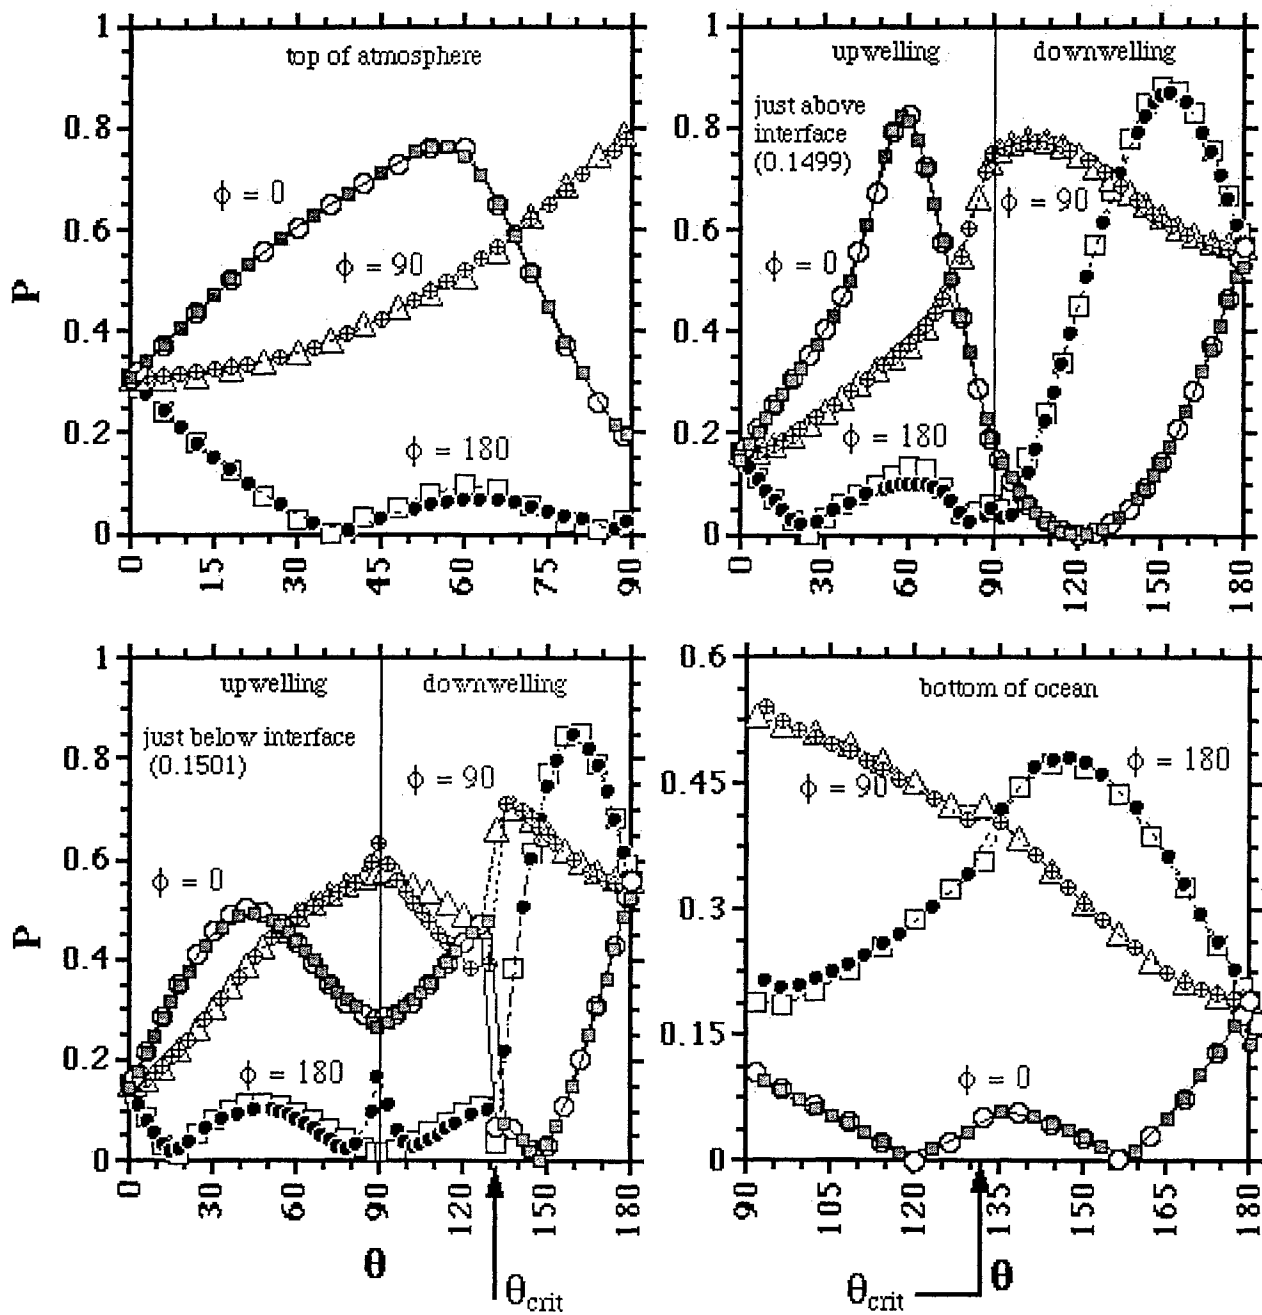 1
top of atmosphere
0.8
ϕ = 0
0.6
ϕ = 90
P
0.4
0.2
ϕ = 180
0
0 15 30 45 60 75 90
1
upwelling downwelling
just above
interface
(0.1499)
0.8
ϕ = 90
0.6
ϕ = 0
0.4
0.2
ϕ = 180
0
0 30 60 90 120 150 180
1
upwelling downwelling
just below interface
(0.1501)
0.8
ϕ = 90
0.6
ϕ = 0
P
0.4
0.2
ϕ = 180
0
0 30 60 90 120 150 180
θ
θcrit
0.6
bottom of ocean
ϕ = 180
0.45
ϕ = 90
0.3
0.15
ϕ = 0
0
90 105 120 135 150 165 180
θcrit
θ